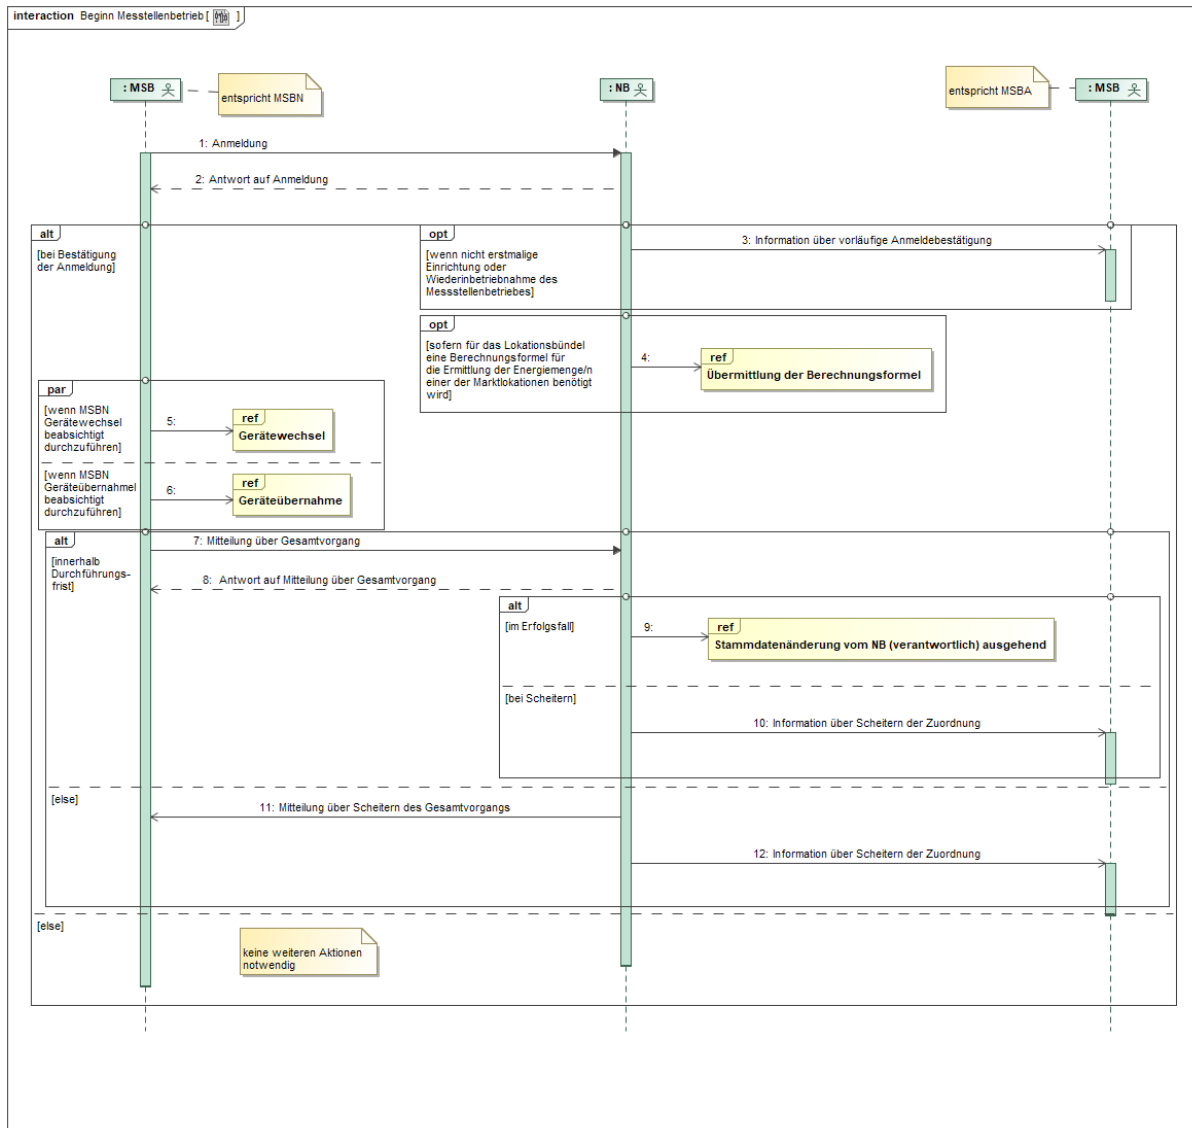 interaction Beginn Messtellenbetrieb [ ]
: MSB
entspricht MSBN
: NB
entspricht MSBA
: MSB
1: Anmeldung
2: Antwort auf Anmeldung
alt
[bei Bestätigung
der Anmeldung]
opt
[wenn nicht erstmalige
Einrichtung oder
Wiederinbetriebnahme des
Messstellenbetriebes]
3: Information über vorläufige Anmeldebestätigung
opt
[sofern für das Lokationsbündel
eine Berechnungsformel für
die Ermittlung der Energiemenge/n
einer der Marktlokationen benötigt
wird]
4:
ref
Übermittlung der Berechnungsformel
par
[wenn MSBN
Gerätewechsel
beabsichtigt
durchzuführen]
5:
ref
Gerätewechsel
[wenn MSBN
Geräteübernahmel
beabsichtigt
durchzuführen]
6:
ref
Geräteübernahme
alt
[innerhalb
Durchführungs-
frist]
7: Mitteilung über Gesamtvorgang
8: Antwort auf Mitteilung über Gesamtvorgang
alt
[im Erfolgsfall]
9:
ref
Stammdatenänderung vom NB (verantwortlich) ausgehend
[bei Scheitern]
10: Information über Scheitern der Zuordnung
[else]
11: Mitteilung über Scheitern des Gesamtvorgangs
12: Information über Scheitern der Zuordnung
[else]
keine weiteren Aktionen
notwendig